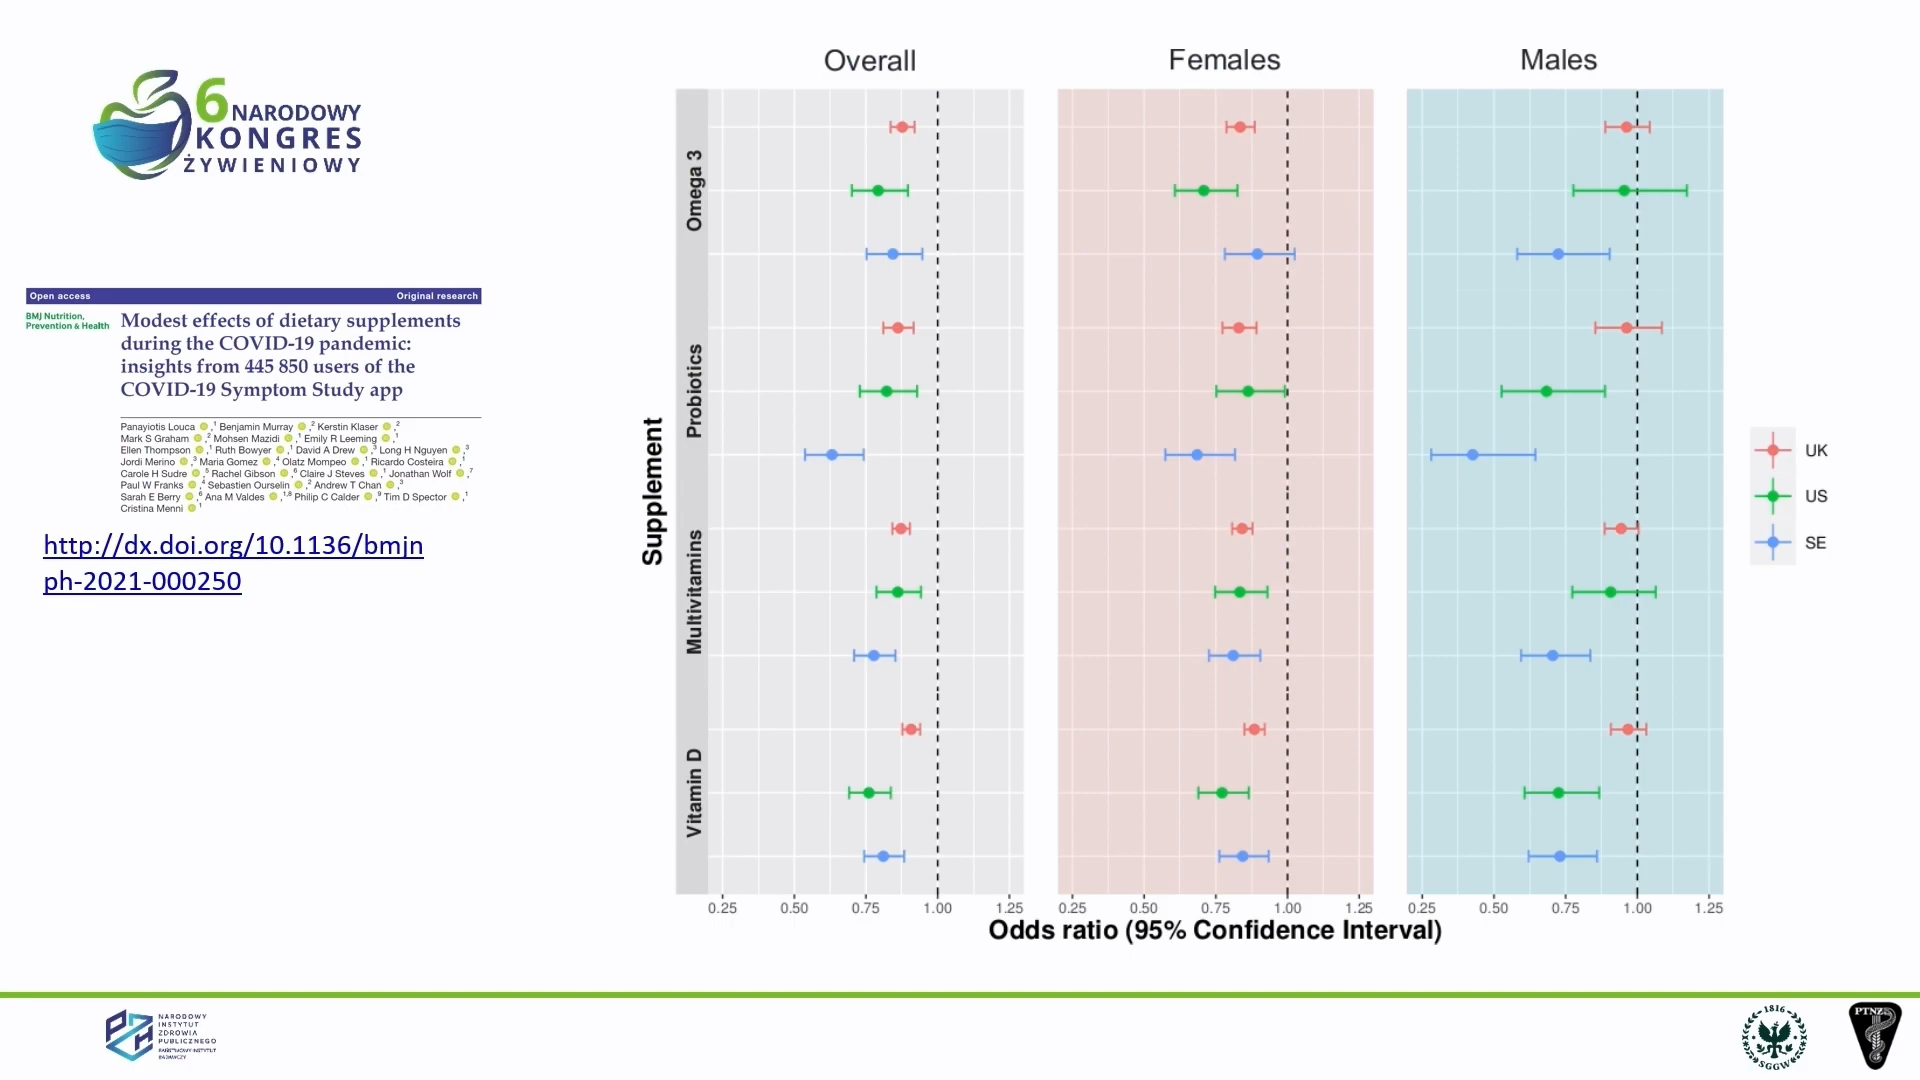 6 NARODOWY
KONGRES
ŻYWIENIOWY
Open access
Original research
BMJ Nutrition,
Prevention & Health
Modest effects of dietary supplements
during the COVID-19 pandemic:
insights from 445 850 users of the
COVID-19 Symptom Study app
Panayiotis Louca ,1 Benjamin Murray ,2 Kerstin Klaser ,2
Mark S Graham ,2 Mohsen Mazidi ,1 Emily R Leeming ,1
Ellen Thompson ,1 Ruth Bowyer ,1 David A Drew ,3 Long H Nguyen ,3
Jordi Merino ,3 Maria Gomez ,4 Olatz Mompeo ,1 Ricardo Costeira ,1
Carole H Sudre ,5 Rachel Gibson ,6 Claire J Steves ,1 Jonathan Wolf ,7
Paul W Franks ,4 Sebastien Ourselin ,2 Andrew T Chan ,3
Sarah E Berry ,6 Ana M Valdes ,1,8 Philip C Calder ,9 Tim D Spector ,1
Cristina Menni 1
http://dx.doi.org/10.1136/bmjn
ph-2021-000250
Overall
Females
Males
Supplement
Omega 3
Probiotics
Multivitamins
Vitamin D
0.25 0.50 0.75 1.00 1.25
0.25 0.50 0.75 1.00 1.25
0.25 0.50 0.75 1.00 1.25
Odds ratio (95% Confidence Interval)
UK
US
SE
PZH
NARODOWY
INSTYTUT
ZDROWIA
PUBLICZNEGO
PAŃSTWOWY INSTYTUT
BADAWCZY
1816
SGGW
PTNŻ